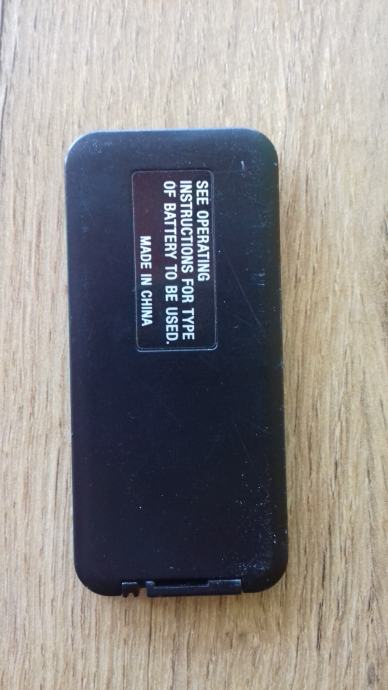 SEE OPERATING
INSTRUCTIONS FOR TYPE
OF BATTERY TO BE USED.
MADE IN CHINA